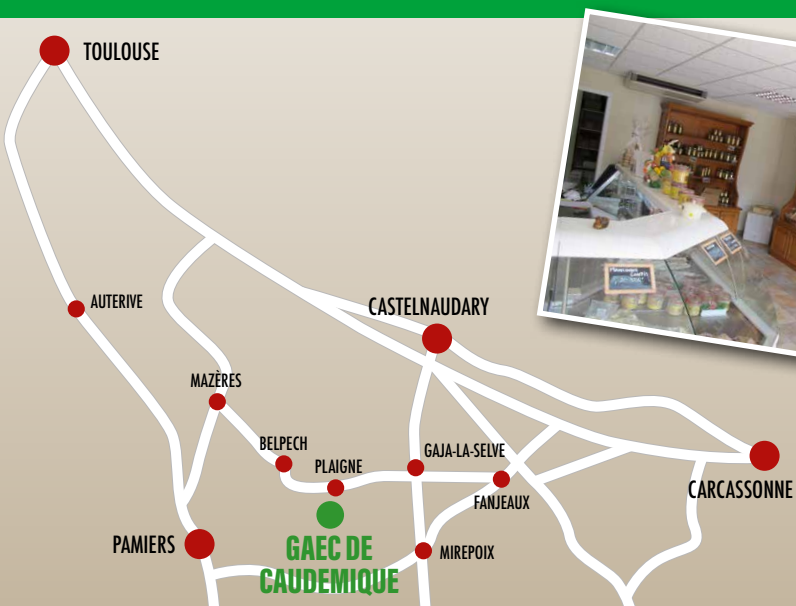 TOULOUSE
AUTERIVE
CASTELNAUDARY
MAZÈRES
BELPECH
PLAIGNE
GAJA-LA-SELVE
FANJEAUX
CARCASSONNE
PAMIERS
GAEC DE
CAUDEMIQUE
MIREPOIX